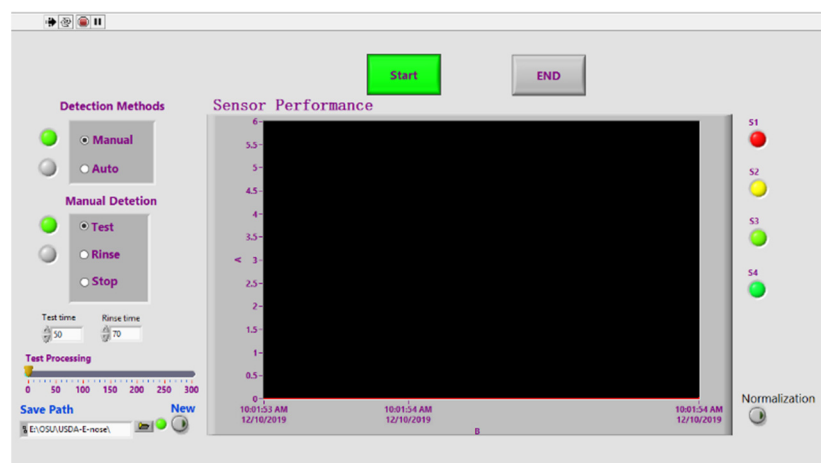 Start
END
Detection Methods
Manual
Auto
Manual Detetion
Test
Rinse
Stop
Test time
Rinse time
50
70
Test Processing
0 50 100 150 200 250 300
Save Path
New
E:\OSU\USDA-E-nose\
Sensor Performance
6
5.5
5
4.5
4
3.5
A
3
2.5
2
1.5
1
0.5
0
10:01:53 AM
12/10/2019
10:01:54 AM
12/10/2019
10:01:54 AM
12/10/2019
B
S1
S2
S3
S4
Normalization